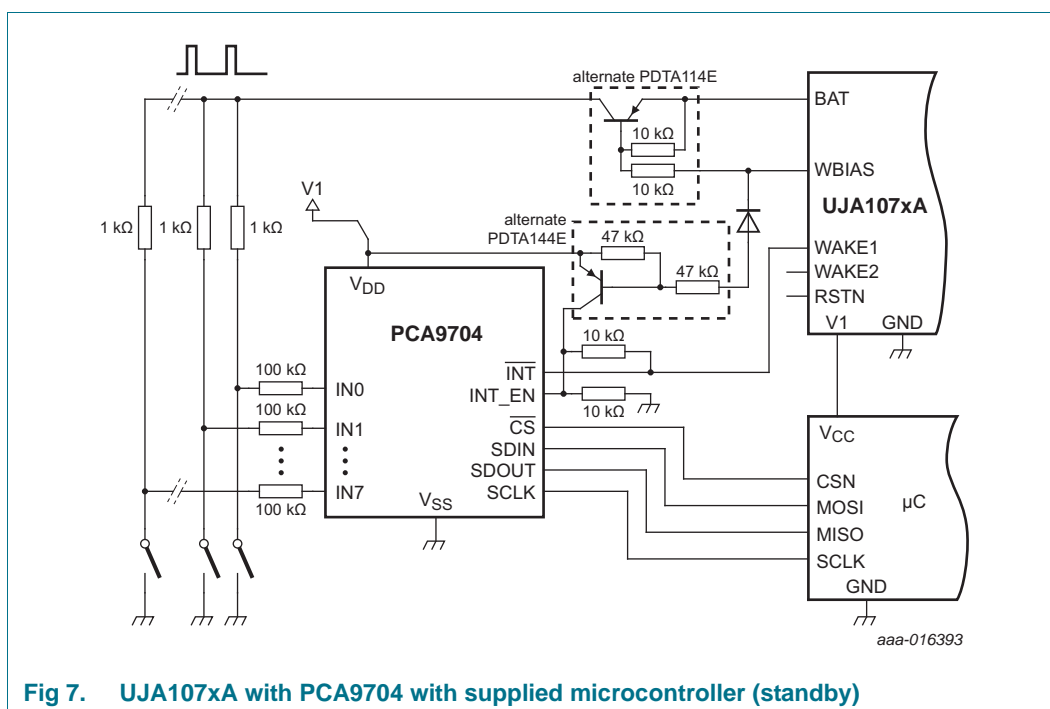 alternate PDTA114E
BAT
10 kΩ
10 kΩ
WBIAS
UJA107xA
V1
1 kΩ
1 kΩ
1 kΩ
alternate
PDTA144E
47 kΩ
47 kΩ
WAKE1
WAKE2
RSTN
V1
GND
VDD
PCA9704
10 kΩ
100 kΩ
IN0
INT
INT_EN
10 kΩ
100 kΩ
IN1
CS
VCC
SDIN
SDOUT
CSN
IN7
VSS
SCLK
100 kΩ
MOSI
µC
MISO
SCLK
GND
aaa-016393
Fig 7. UJA107xA with PCA9704 with supplied microcontroller (standby)